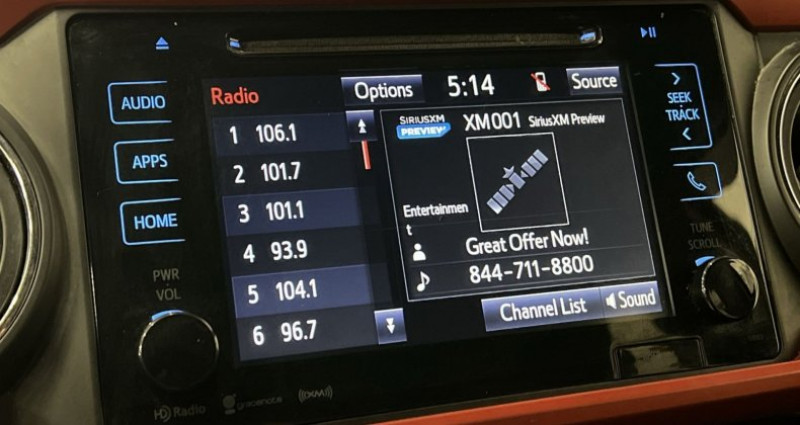 AUDIO
APPS
HOME
PWR
VOL
Radio
Options
5:14
Source
1 106.1
2 101.7
3 101.1
4 93.9
5 104.1
6 96.7
SIRIUSXM
PREVIEW
XM001 SiriusXM Preview
Entertainmen
t
Great Offer Now!
844-711-8800
Channel List
Sound
SEEK
TRACK
TUNE
SCROLL
HD Radio
gracenote
((XM))